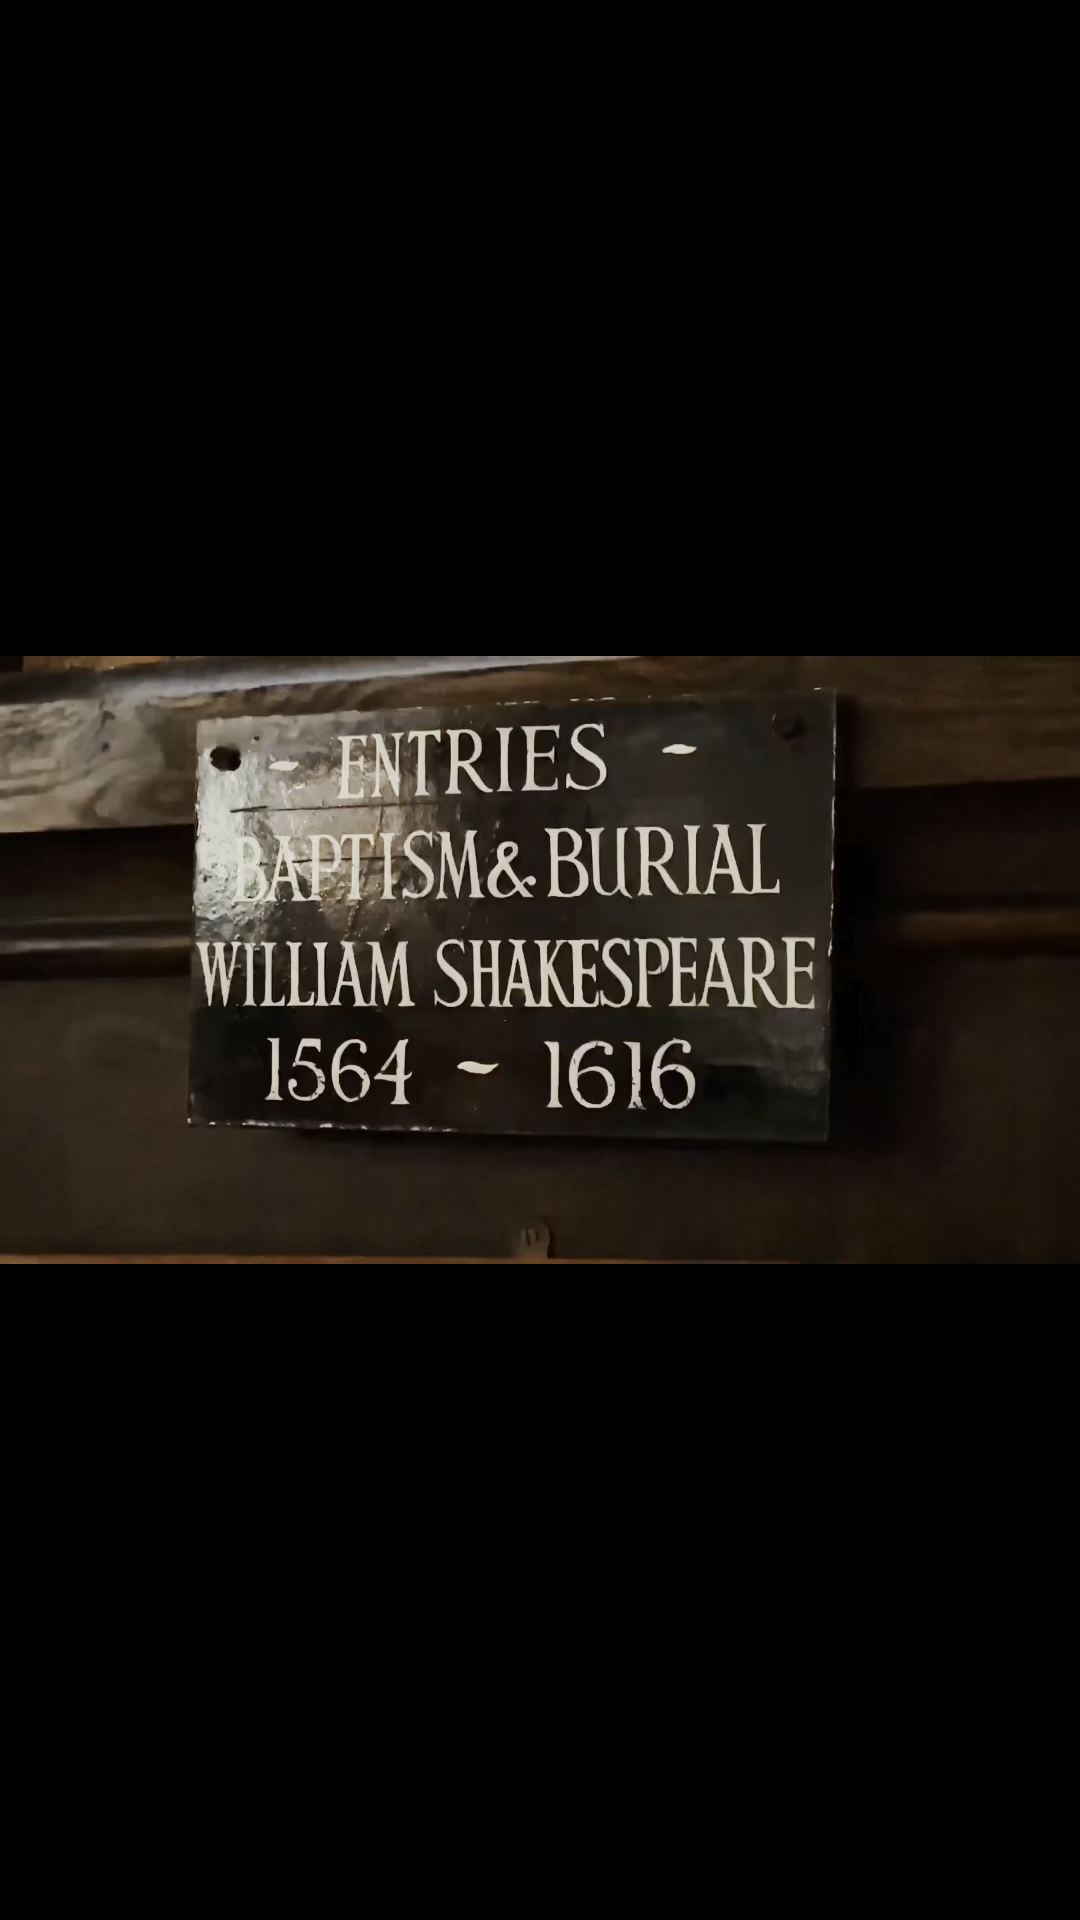 - ENTRIES -
BAPTISM & BURIAL
WILLIAM SHAKESPEARE
1564 - 1616